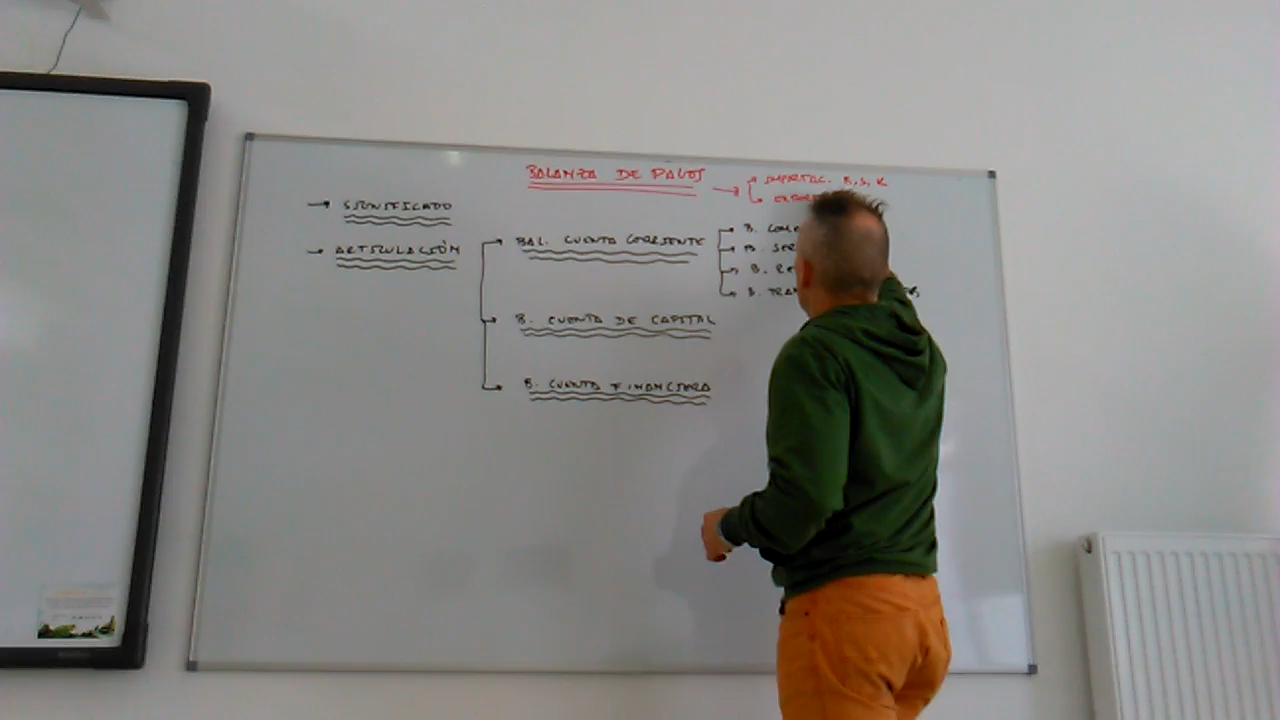 BALANZA DE PAGOS
→ IMPORTAC. B, S, K
→ SIGNIFICADO
→ ARTICULACIÓN
BAL. CUENTA CORRIENTE
B.
B.
B.
B.
B. CUENTA DE CAPITAL
B. CUENTA FINANCIERA